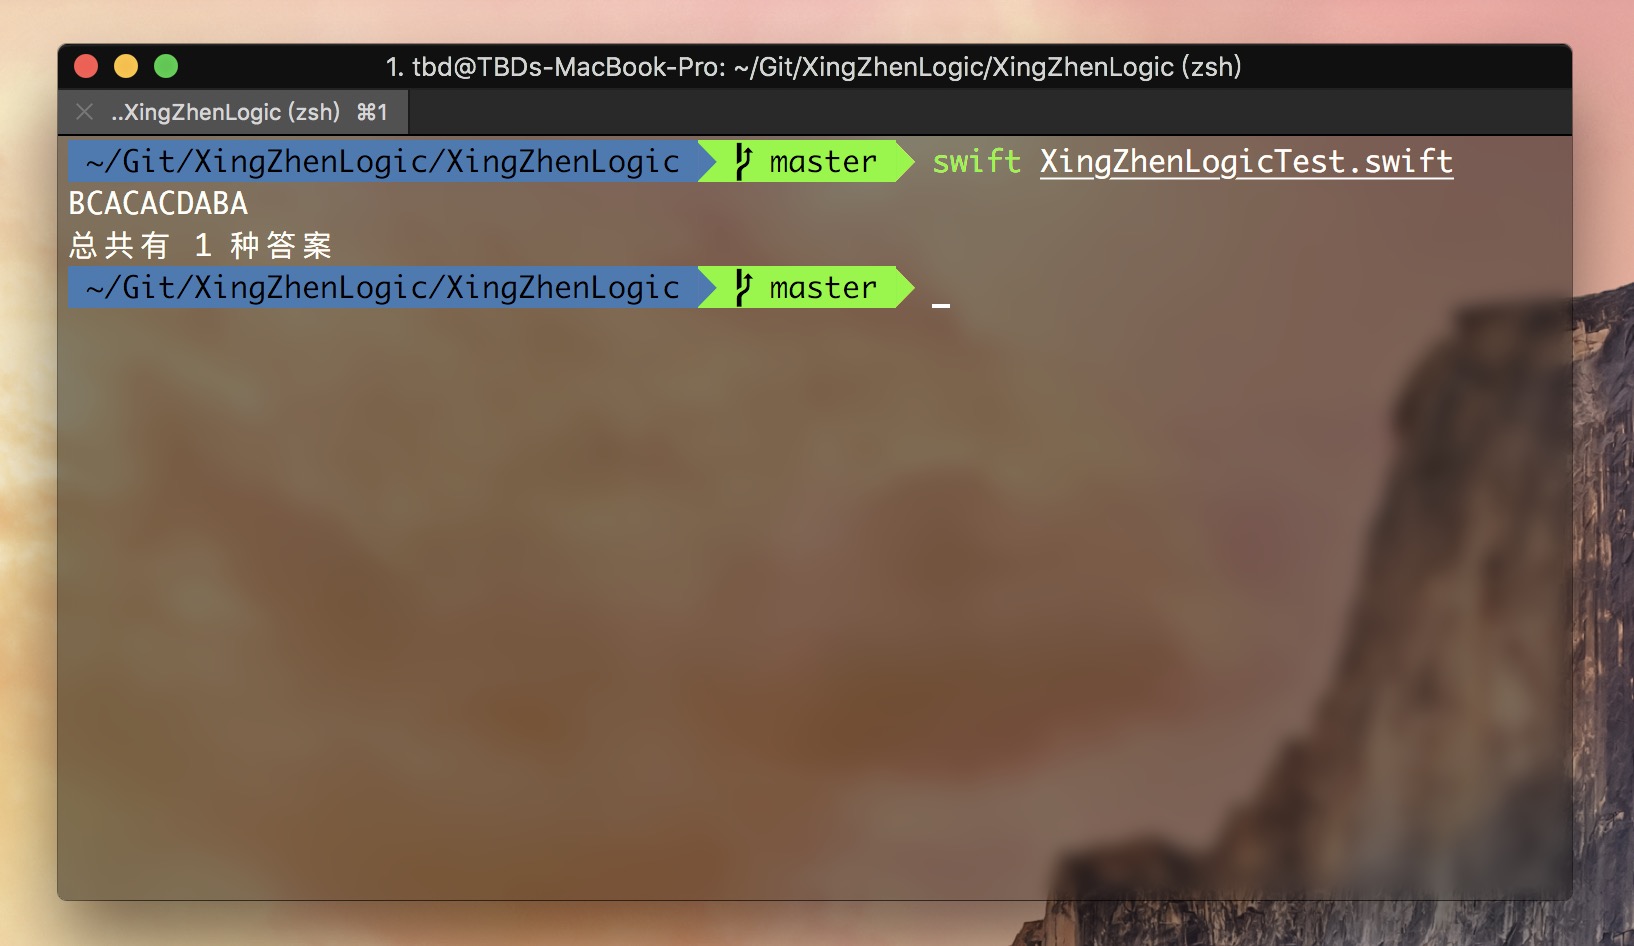 1. tbd@TBDs-MacBook-Pro: ~/Git/XingZhenLogic/XingZhenLogic (zsh)
..XingZhenLogic (zsh) ⌘1
~/Git/XingZhenLogic/XingZhenLogic master swift XingZhenLogicTest.swift
BCACACDABA
总共有 1 种答案
~/Git/XingZhenLogic/XingZhenLogic master _